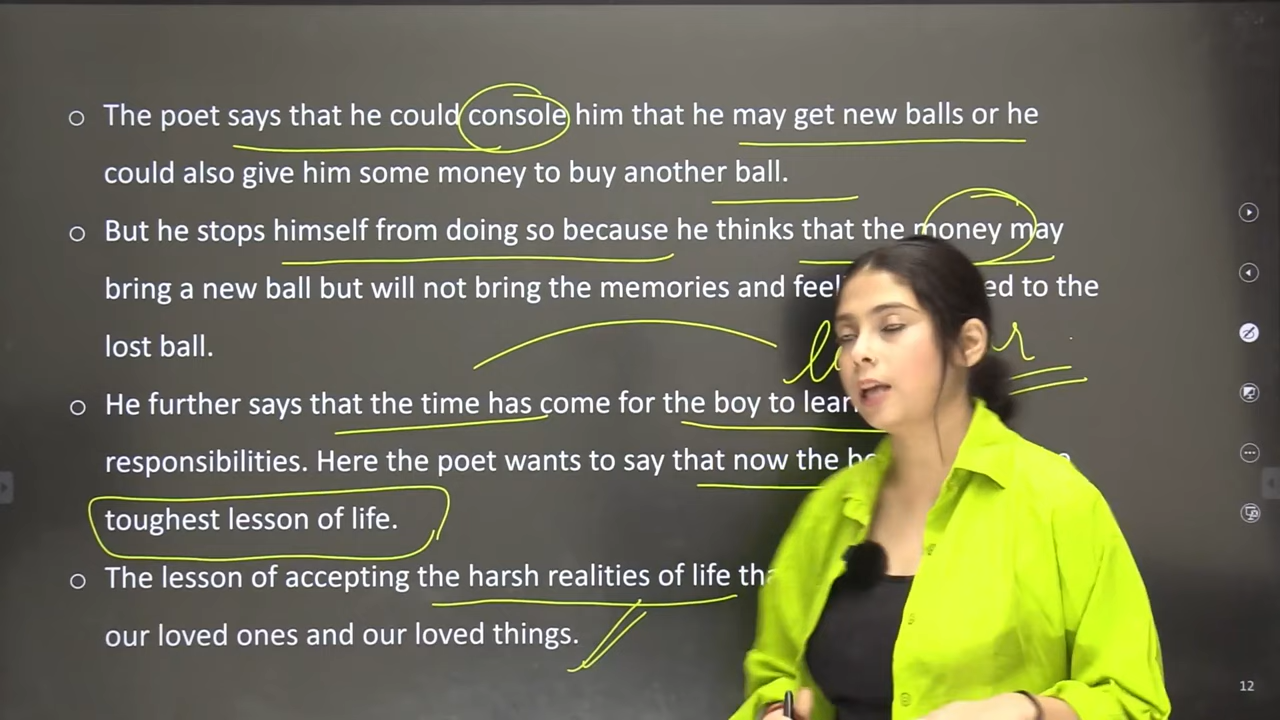 The poet says that he could console him that he may get new balls or he
could also give him some money to buy another ball.
But he stops himself from doing so because he thinks that the money may
bring a new ball but will not bring the memories and to the
lost ball.
He further says that the time has come for the boy to
responsibilities. Here the poet wants to say that now the
toughest lesson of life.
The lesson of accepting the harsh realities of life
our loved ones and our loved things.
12